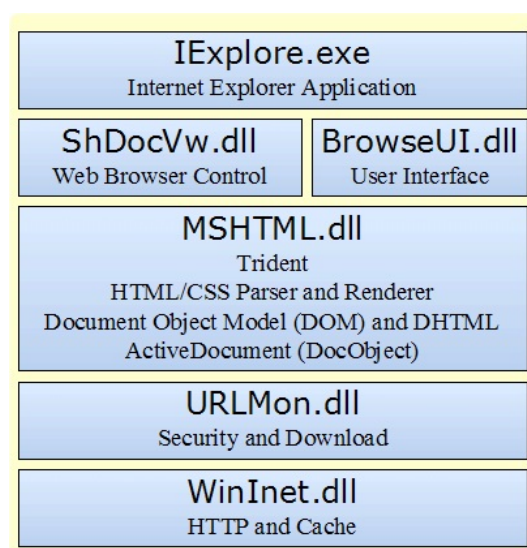 IExplore.exe
Internet Explorer Application
ShDocVw.dll
Web Browser Control
BrowseUI.dll
User Interface
MSHTML.dll
Trident
HTML/CSS Parser and Renderer
Document Object Model (DOM) and DHTML
ActiveDocument (DocObject)
URLMon.dll
Security and Download
WinInet.dll
HTTP and Cache